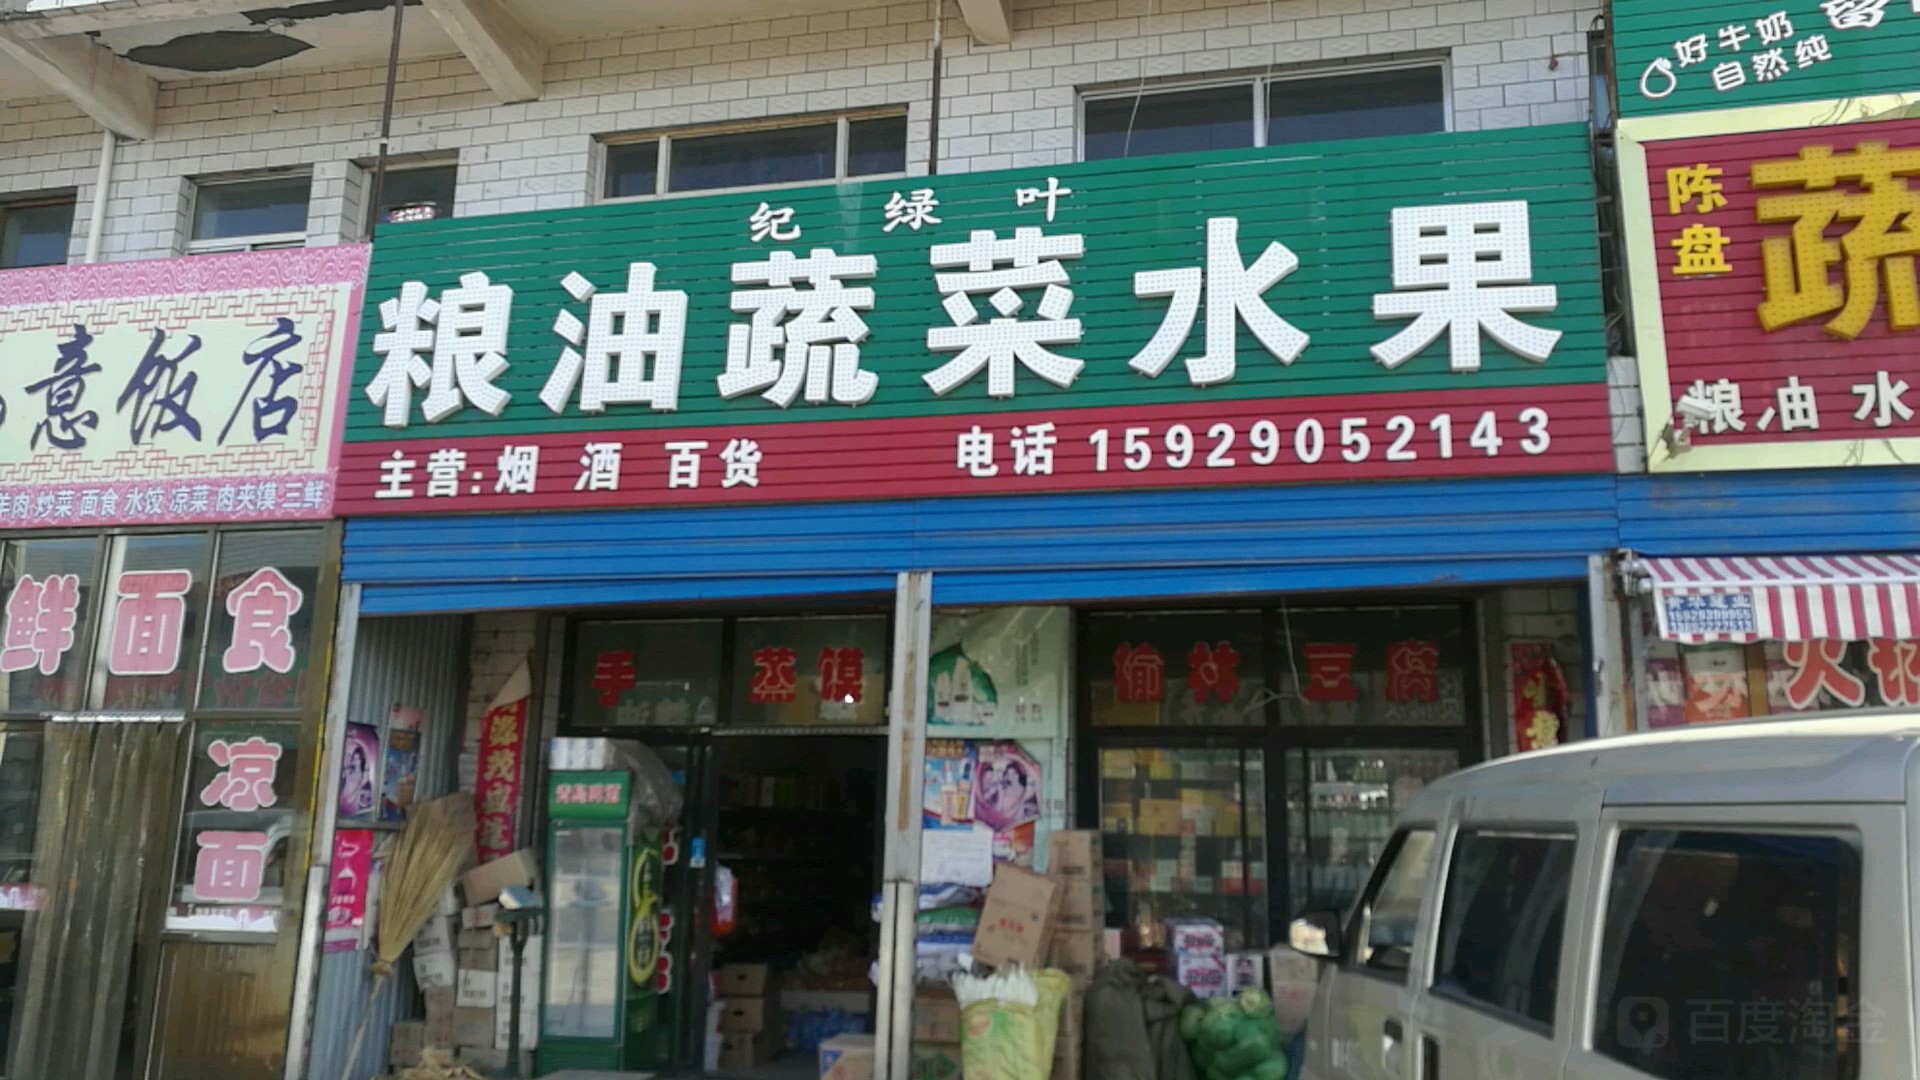 好牛奶
自然纯
纪绿叶
粮油蔬菜水果
主营:烟 酒 百货
电话 15929052143
意饭店
羊肉 炒菜 面食 水饺 凉菜 肉夹馍 三鲜
陈盘
蔬
粮油 水
鲜面食
凉面
手 蒸馍
榆林 豆腐
火锅
百度淘金